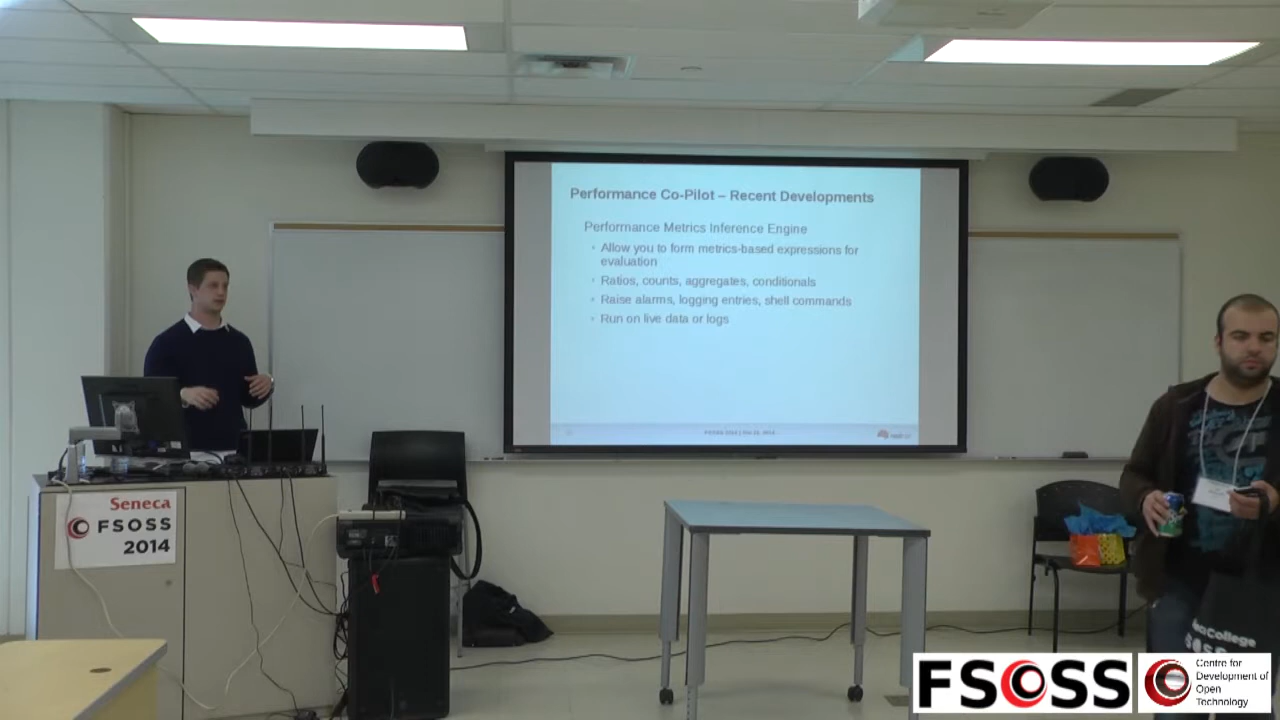 Performance Co-Pilot – Recent Developments
Performance Metrics Inference Engine
Allow you to form metrics-based expressions for
evaluation
Ratios, counts, aggregates, conditionals
Raise alarms, logging entries, shell commands
Run on live data or logs
Seneca
FSOSS
2014
College
FSOSS
Centre for
Development of
Open
Technology